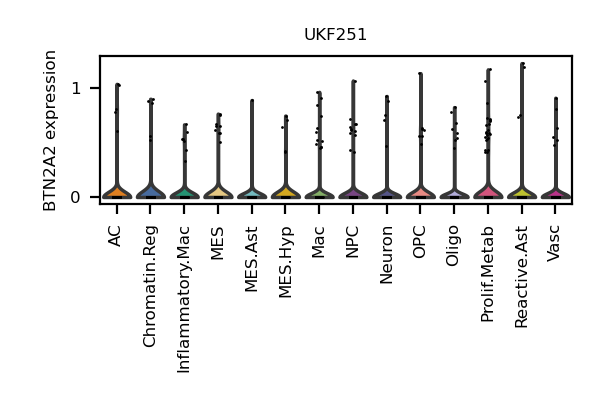 UKF251
BTN2A2 expression
1
0
AC
Chromatin.Reg
Inflammatory.Mac
MES
MES.Ast
MES.Hyp
Mac
NPC
Neuron
OPC
Oligo
Prolif.Metab
Reactive.Ast
Vasc